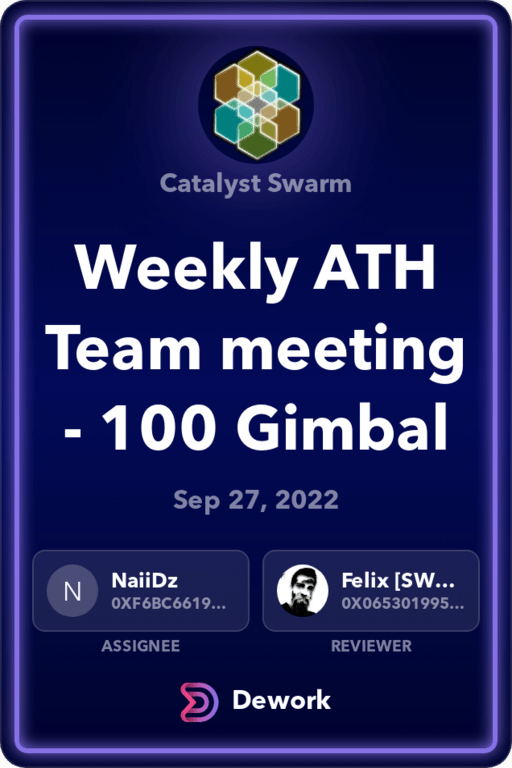 Catalyst Swarm
Weekly ATH
Team meeting
- 100 Gimbal
Sep 27, 2022
N
NaiiDz
0XF6BC6619...
Felix [SW...
0X065301995...
ASSIGNEE
REVIEWER
Dework